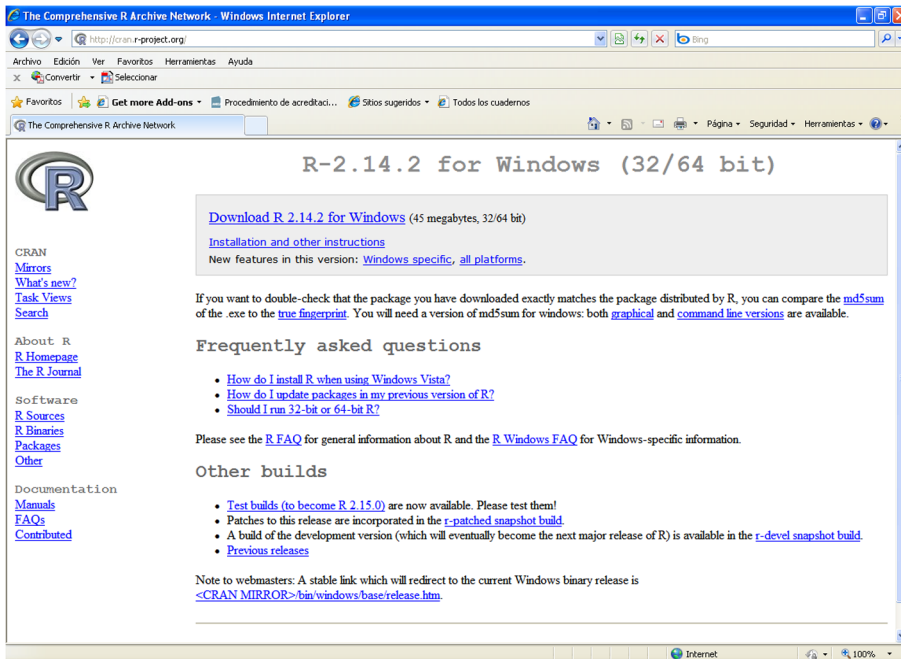 The Comprehensive R Archive Network - Windows Internet Explorer
http://cran.r-project.org/
Bing
Archivo Edición Ver Favoritos Herramientas Ayuda
x Convertir Seleccionar
Favoritos Get more Add-ons Procedimiento de acreditaci... Sitios sugeridos Todos los cuadernos
The Comprehensive R Archive Network
Página Seguridad Herramientas
R
R-2.14.2 for Windows (32/64 bit)
Download R 2.14.2 for Windows (45 megabytes, 32/64 bit)
Installation and other instructions
New features in this version: Windows specific, all platforms.
CRAN
Mirrors
What's new?
Task Views
Search
About R
R Homepage
The R Journal
Software
R Sources
R Binaries
Packages
Other
Documentation
Manuals
FAQs
Contributed
If you want to double-check that the package you have downloaded exactly matches the package distributed by R, you can compare the md5sum
of the .exe to the true fingerprint. You will need a version of md5sum for windows: both graphical and command line versions are available.
Frequently asked questions
• How do I install R when using Windows Vista?
• How do I update packages in my previous version of R?
• Should I run 32-bit or 64-bit R?
Please see the R FAQ for general information about R and the R Windows FAQ for Windows-specific information.
Other builds
• Test builds (to become R 2.15.0) are now available. Please test them!
• Patches to this release are incorporated in the r-patched snapshot build.
• A build of the development version (which will eventually become the next major release of R) is available in the r-devel snapshot build.
• Previous releases
Note to webmasters: A stable link which will redirect to the current Windows binary release is
<CRAN MIRROR>/bin/windows/base/release.htm.
Internet
100%